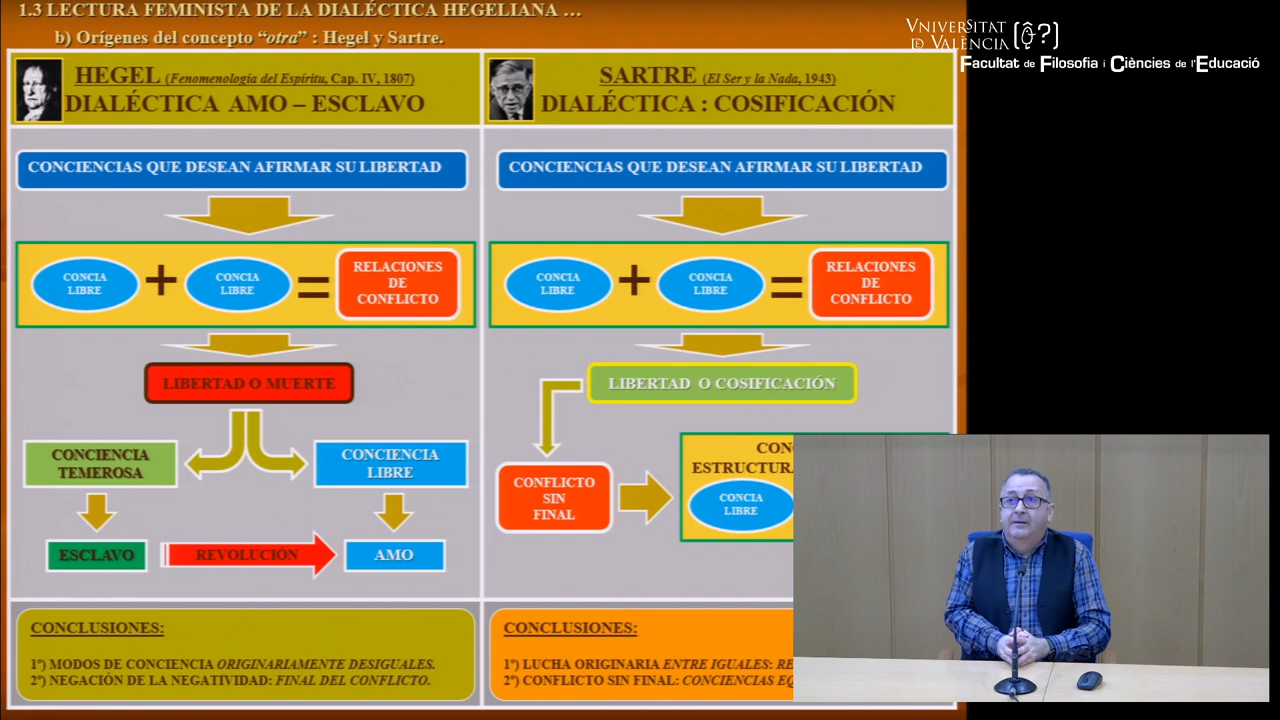 1.3 LECTURA FEMINISTA DE LA DIALÉCTICA HEGELIANA …
b) Orígenes del concepto “otra” : Hegel y Sartre.
VNIVERSITAT
DE VALÈNCIA
Facultat de Filosofia i Ciències de l'Educació
HEGEL (Fenomenología del Espíritu, Cap. IV, 1807)
DIALÉCTICA AMO – ESCLAVO
CONCIENCIAS QUE DESEAN AFIRMAR SU LIBERTAD
CONCIA
LIBRE
+
CONCIA
LIBRE
=
RELACIONES
DE
CONFLICTO
LIBERTAD O MUERTE
CONCIENCIA
TEMEROSA
CONCIENCIA
LIBRE
ESCLAVO
REVOLUCIÓN
AMO
CONCLUSIONES:
1º) MODOS DE CONCIENCIA ORIGINARIAMENTE DESIGUALES.
2º) NEGACIÓN DE LA NEGATIVIDAD: FINAL DEL CONFLICTO.
SARTRE (El Ser y la Nada, 1943)
DIALÉCTICA : COSIFICACIÓN
CONCIENCIAS QUE DESEAN AFIRMAR SU LIBERTAD
CONCIA
LIBRE
+
CONCIA
LIBRE
=
RELACIONES
DE
CONFLICTO
LIBERTAD O COSIFICACIÓN
CONFLICTO
SIN
FINAL
CON
ESTRUCTURA
CONCIA
LIBRE
CONCLUSIONES:
1º) LUCHA ORIGINARIA ENTRE IGUALES: RE
2º) CONFLICTO SIN FINAL: CONCIENCIAS EQ